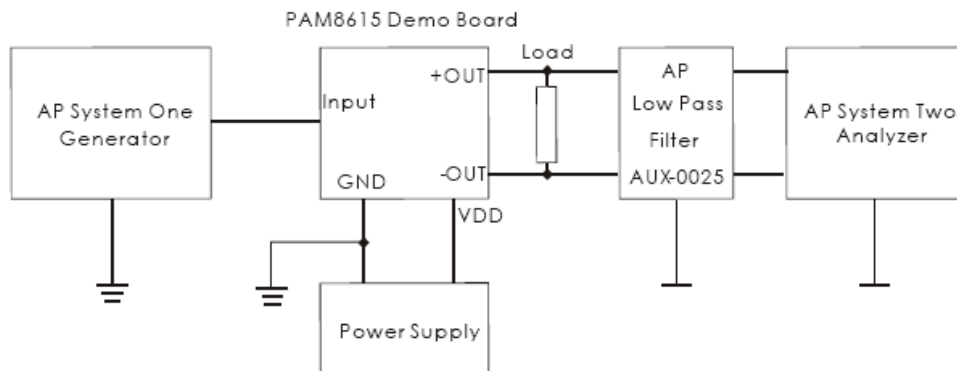 PAM8615 Demo Board
AP System One
Generator
Input
+OUT
-OUT
GND
VDD
Load
AP
Low Pass
Filter
AUX-0025
AP System Two
Analyzer
Power Supply